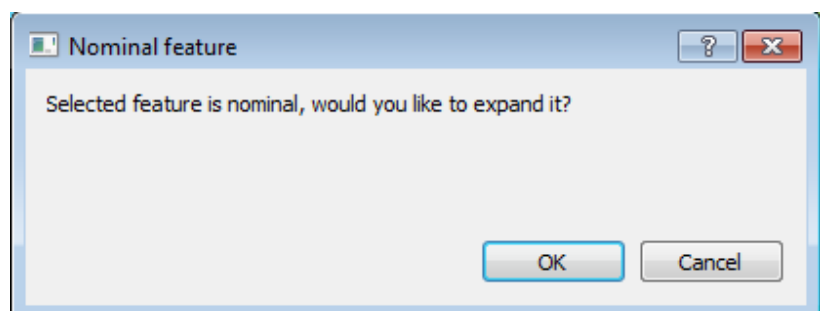 Nominal feature
Selected feature is nominal, would you like to expand it?
OK Cancel